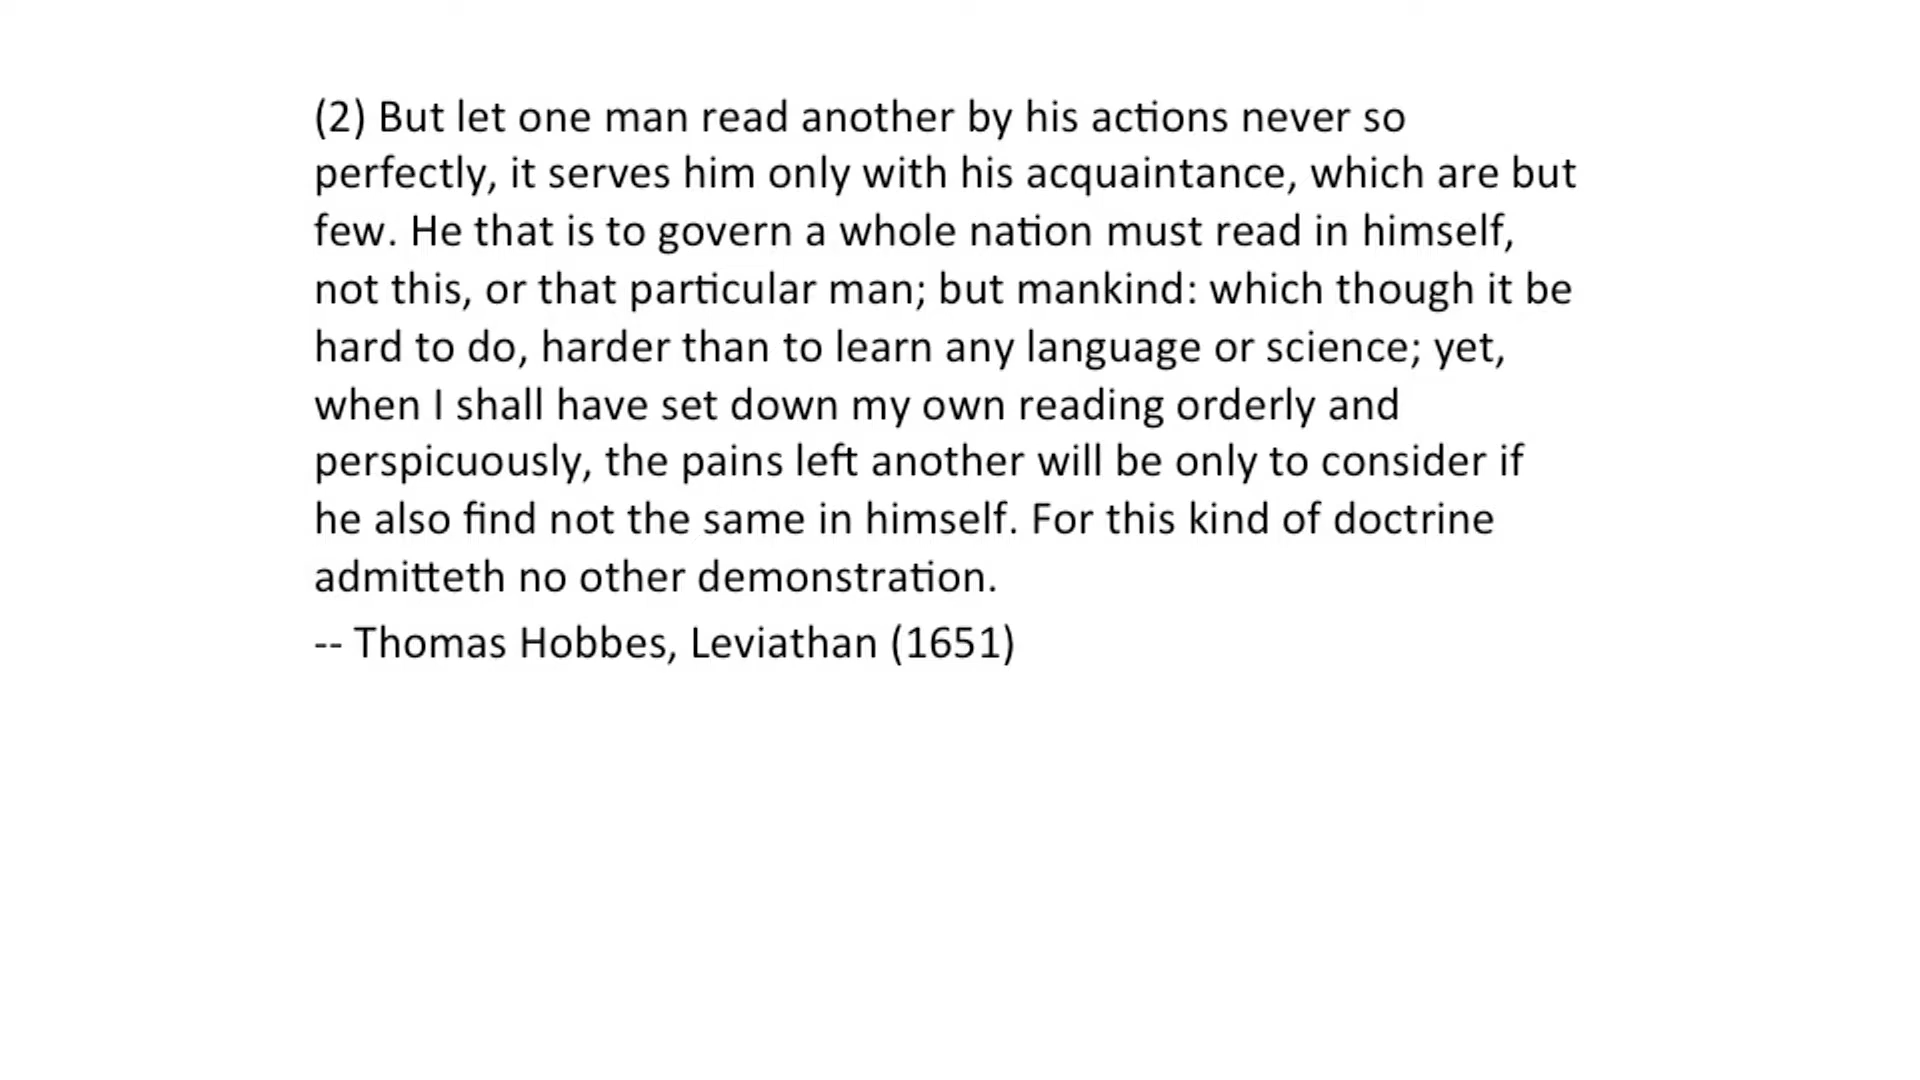 (2) But let one man read another by his actions never so
perfectly, it serves him only with his acquaintance, which are but
few. He that is to govern a whole nation must read in himself,
not this, or that particular man; but mankind: which though it be
hard to do, harder than to learn any language or science; yet,
when I shall have set down my own reading orderly and
perspicuously, the pains left another will be only to consider if
he also find not the same in himself. For this kind of doctrine
admitteth no other demonstration.
-- Thomas Hobbes, Leviathan (1651)